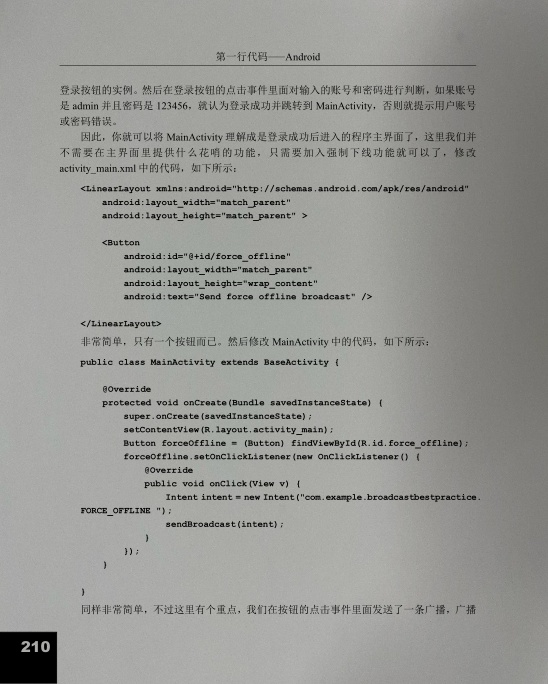 第一行代码——Android
登录按钮的实例。然后在登录按钮的点击事件里面对输入的账号和密码进行判断，如果账号
是 admin 并且密码是 123456，就认为登录成功并跳转到 MainActivity，否则就提示用户账号
或密码错误。
因此，你就可以将 MainActivity 理解成是登录成功后进入的程序主界面了，这里我们并
不需要在主界面里提供什么花哨的功能，只需要加入强制下线功能就可以了，修改
activity_main.xml 中的代码，如下所示：
<LinearLayout xmlns:android="http://schemas.android.com/apk/res/android"
android:layout_width="match_parent"
android:layout_height="match_parent" >
<Button
android:id="@+id/force_offline"
android:layout_width="match_parent"
android:layout_height="wrap_content"
android:text="Send force offline broadcast" />
</LinearLayout>
非常简单，只有一个按钮而已。然后修改 MainActivity 中的代码，如下所示：
public class MainActivity extends BaseActivity {
@Override
protected void onCreate(Bundle savedInstanceState) {
super.onCreate(savedInstanceState);
setContentView(R.layout.activity_main);
Button forceOffline = (Button) findViewById(R.id.force_offline);
forceOffline.setOnClickListener(new OnClickListener() {
@Override
public void onClick(View v) {
Intent intent = new Intent("com.example.broadcastbestpractice.
FORCE_OFFLINE ");
sendBroadcast(intent);
}
});
}
}
同样非常简单，不过这里有个重点，我们在按钮的点击事件里面发送了一条广播，广播
210